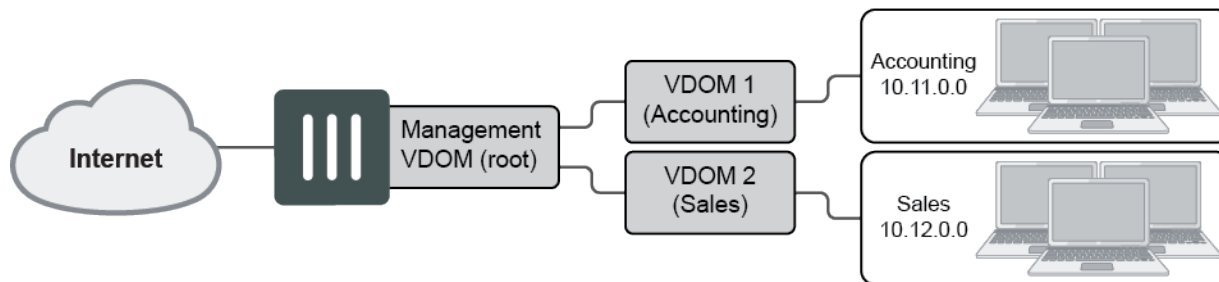 Internet
Management
VDOM (root)
VDOM 1
(Accounting)
VDOM 2
(Sales)
Accounting
10.11.0.0
Sales
10.12.0.0